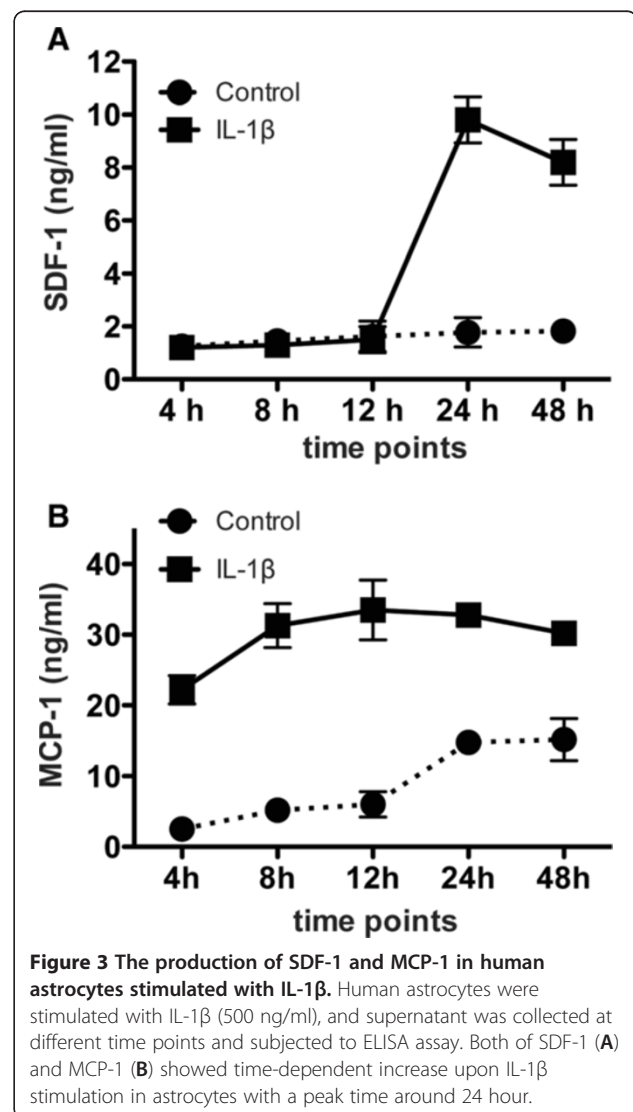 A
12
10
8
6
4
2
0
SDF-1 (ng/ml)
Control
IL-1β
4 h 8 h 12 h 24 h 48 h
time points
B
40
30
20
10
0
MCP-1 (ng/ml)
Control
IL-1β
4h 8h 12h 24h 48h
time points
Figure 3 The production of SDF-1 and MCP-1 in human
astrocytes stimulated with IL-1β. Human astrocytes were
stimulated with IL-1β (500 ng/ml), and supernatant was collected at
different time points and subjected to ELISA assay. Both of SDF-1 (A)
and MCP-1 (B) showed time-dependent increase upon IL-1β
stimulation in astrocytes with a peak time around 24 hour.